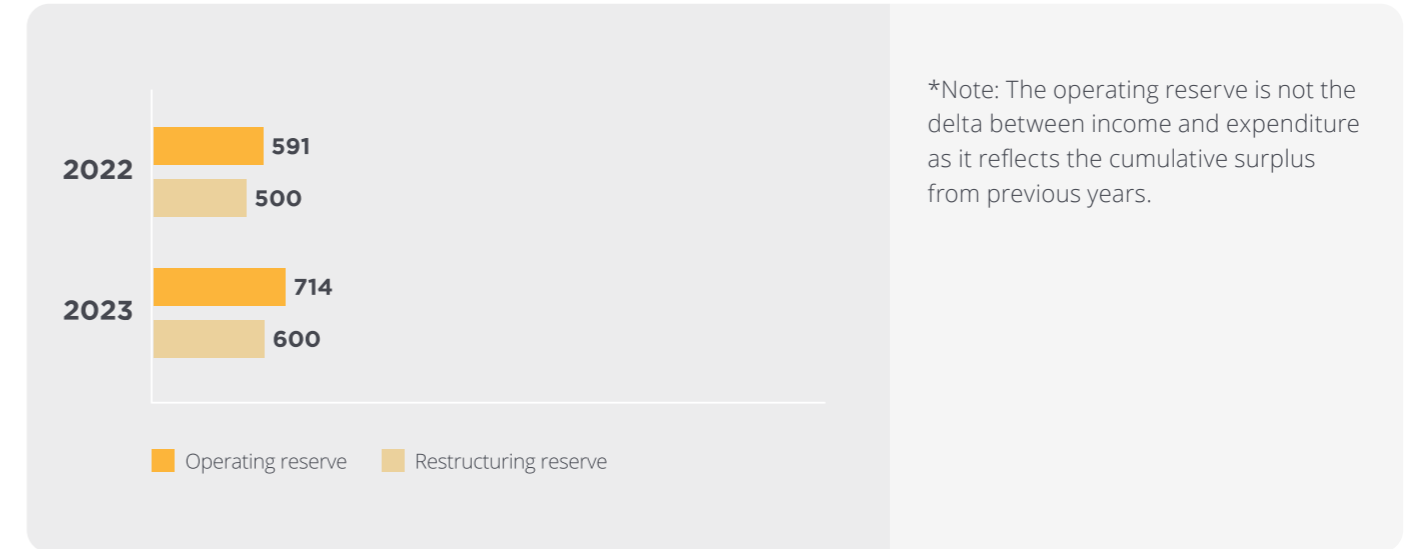 2022
591
500
2023
714
600
Operating reserve
Restructuring reserve
*Note: The operating reserve is not the
delta between income and expenditure
as it reflects the cumulative surplus
from previous years.